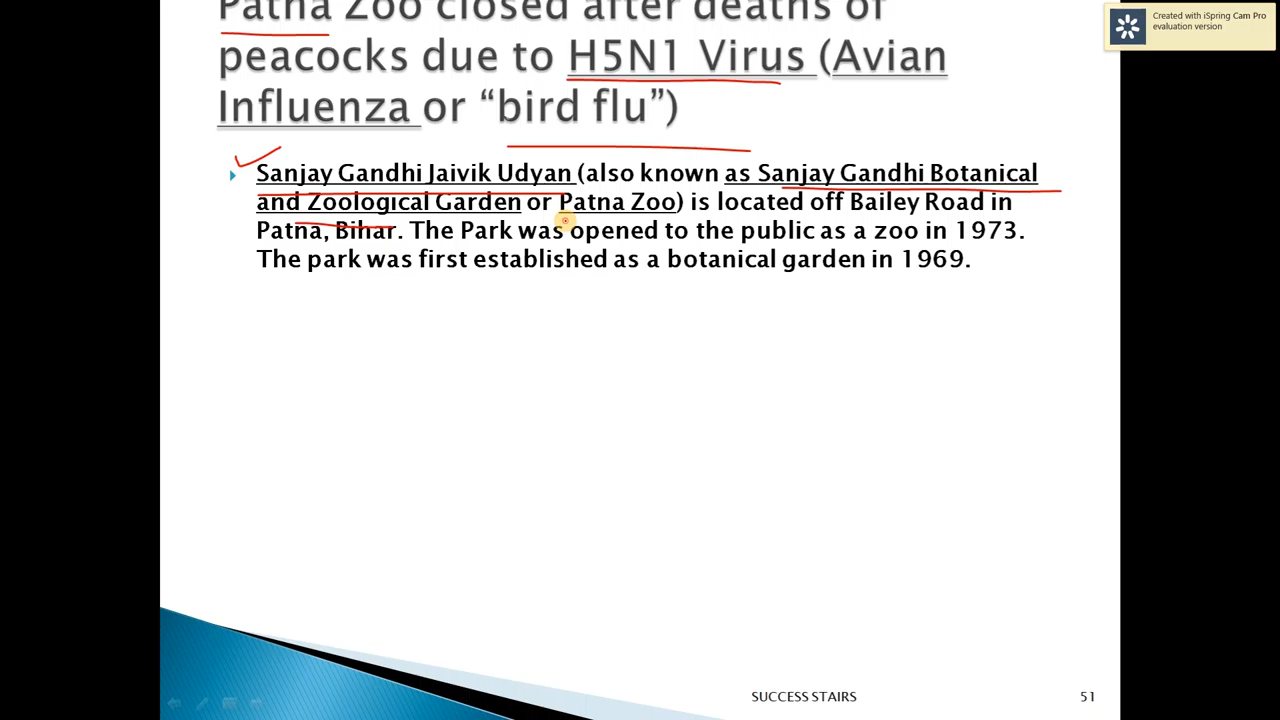 Patna Zoo closed after deaths of
peacocks due to H5N1 Virus (Avian
Influenza or “bird flu”)
Sanjay Gandhi Jaivik Udyan (also known as Sanjay Gandhi Botanical
and Zoological Garden or Patna Zoo) is located off Bailey Road in
Patna, Bihar. The Park was opened to the public as a zoo in 1973.
The park was first established as a botanical garden in 1969.
SUCCESS STAIRS
51
Created with iSpring Cam Pro
evaluation version